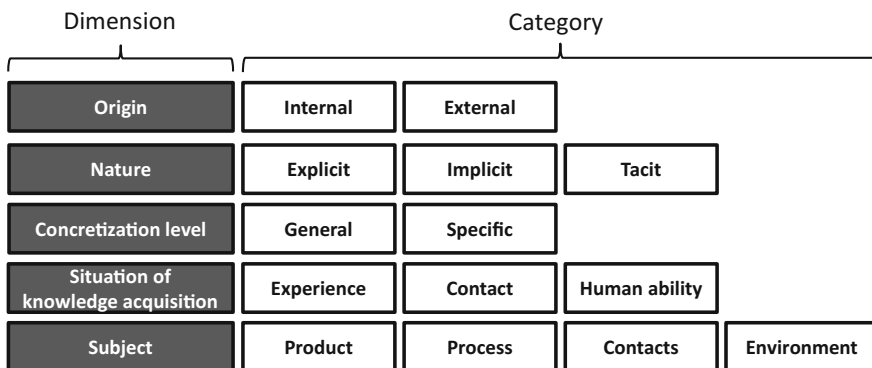 Dimension Category
Origin Internal External
Nature Explicit Implicit Tacit
Concretization level General Specific
Situation of
knowledge acquisition Experience Contact Human ability
Subject Product Process Contacts Environment